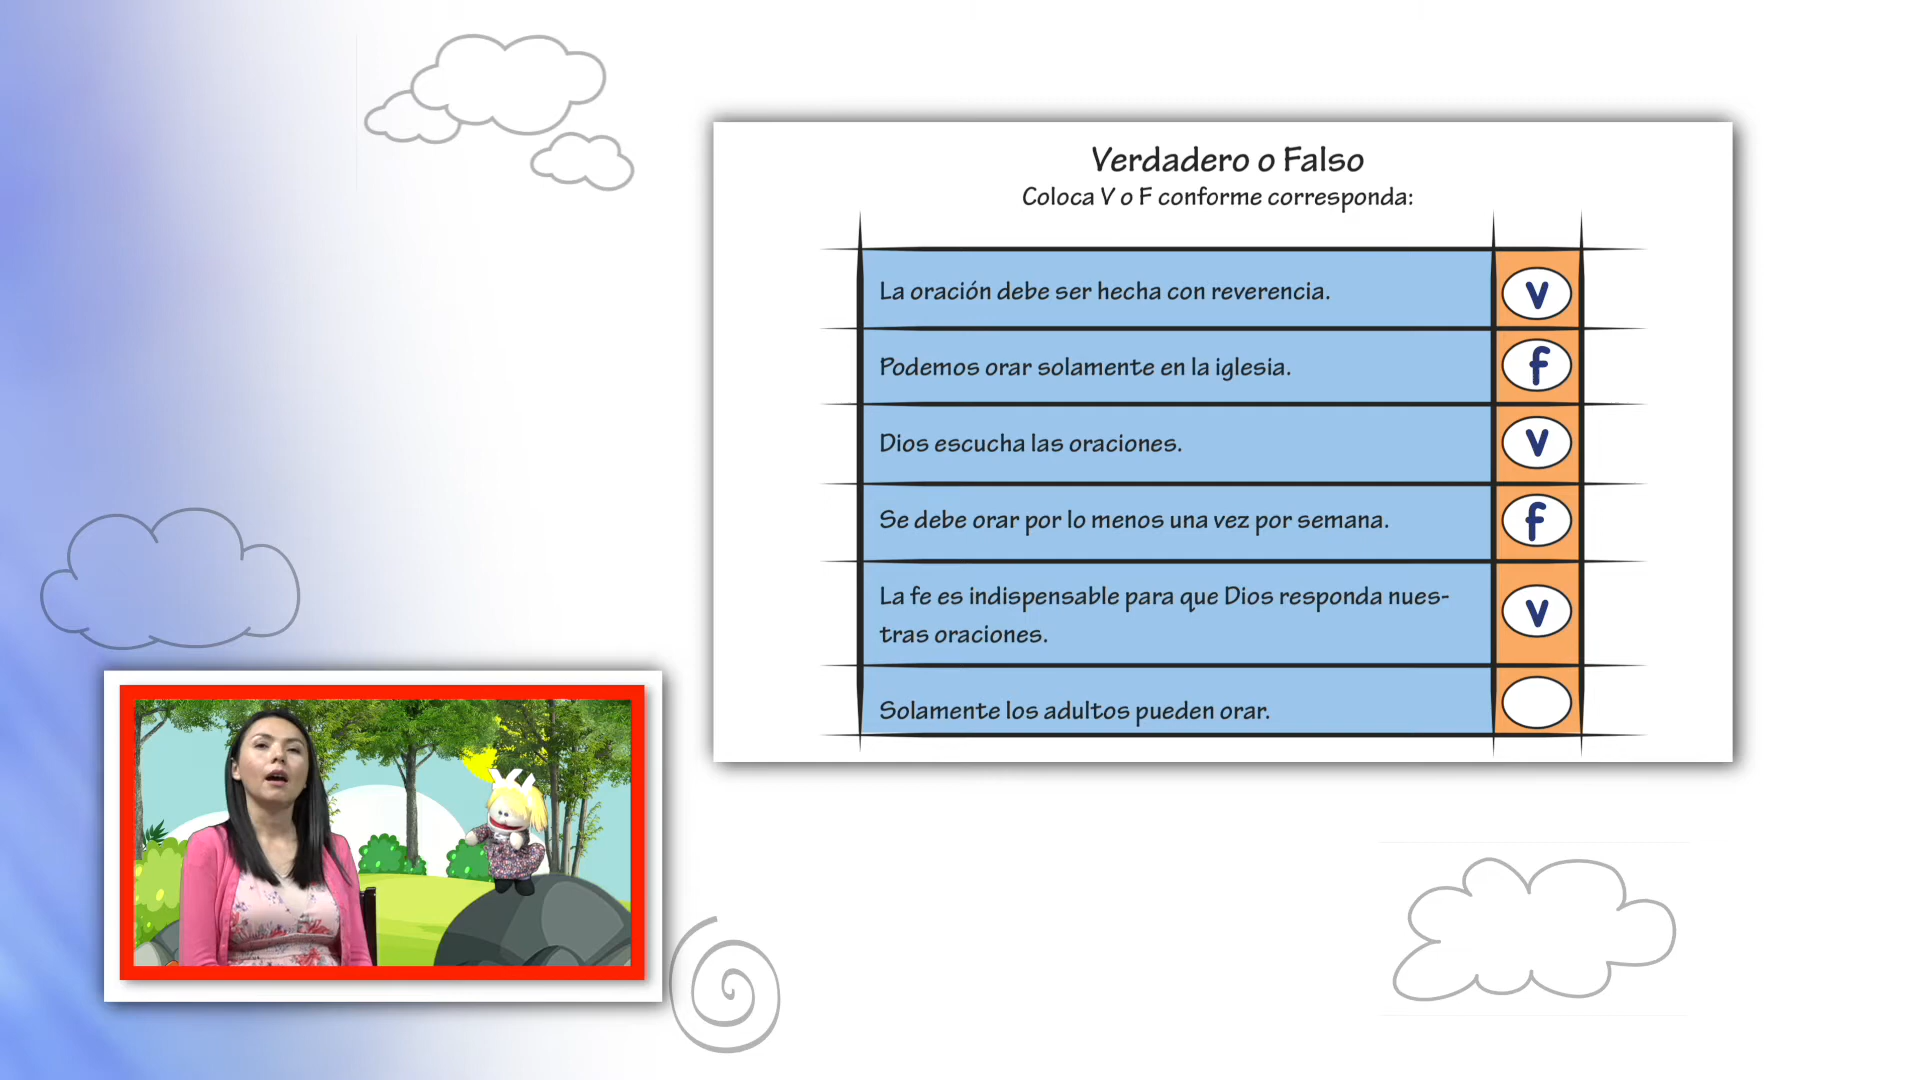 Verdadero o Falso
Coloca V o F conforme corresponda:
La oración debe ser hecha con reverencia.
v
Podemos orar solamente en la iglesia.
f
Dios escucha las oraciones.
v
Se debe orar por lo menos una vez por semana.
f
La fe es indispensable para que Dios responda nues-
tras oraciones.
v
Solamente los adultos pueden orar.